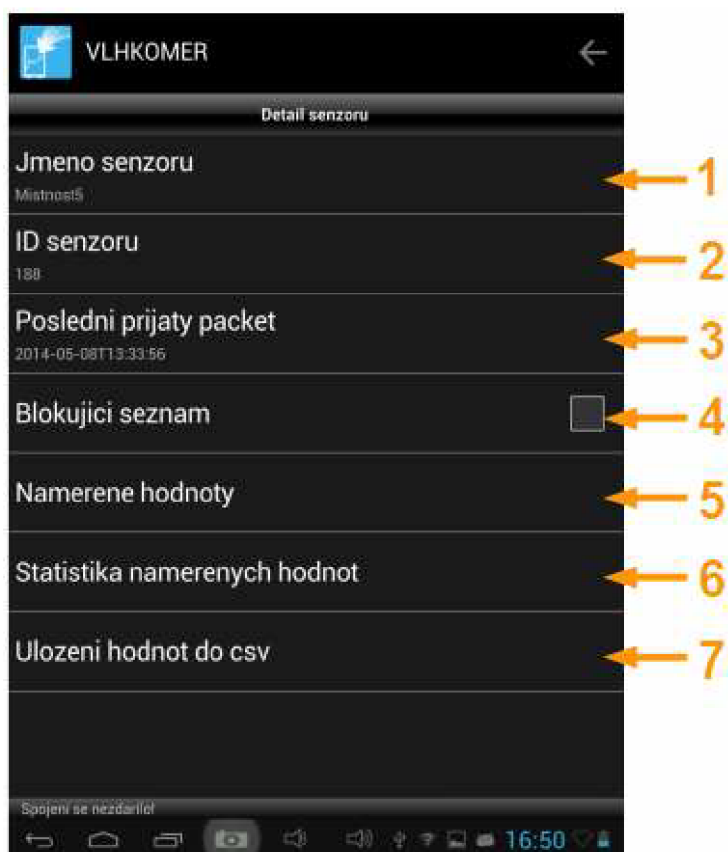 VLHKOMER
Detail senzoru
Jmeno senzoru
Mistnost5
1
ID senzoru
188
2
Posledni prijaty packet
2014-05-08T13:33:56
3
Blokujici seznam
4
Namerene hodnoty
5
Statistika namerenych hodnot
6
Ulozeni hodnot do csv
7
Spojeni se nezdarilo!
16:50